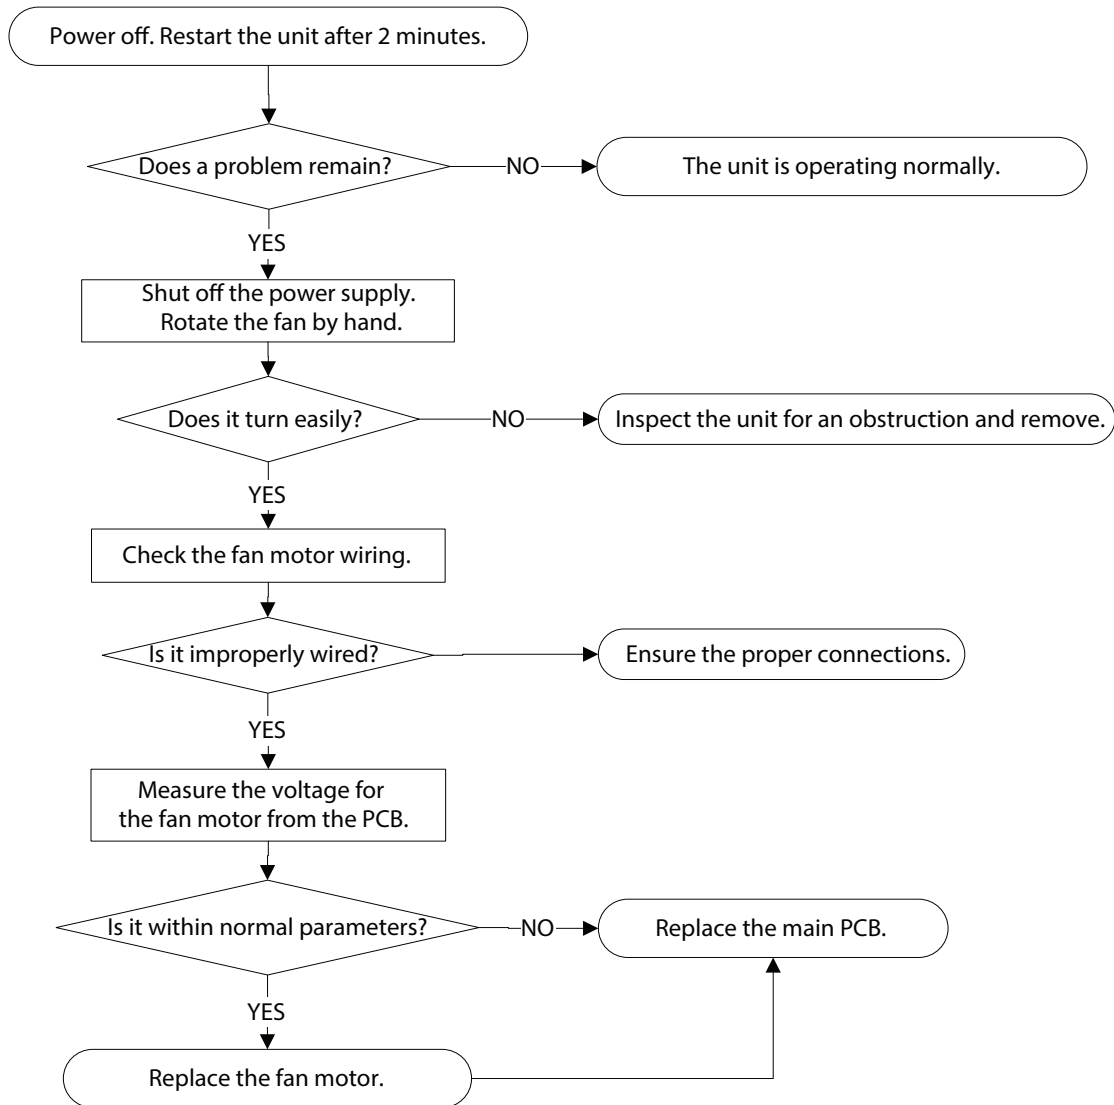 Power off. Restart the unit after 2 minutes.
Does a problem remain?
NO
The unit is operating normally.
YES
Shut off the power supply.
Rotate the fan by hand.
Does it turn easily?
NO
Inspect the unit for an obstruction and remove.
YES
Check the fan motor wiring.
Is it improperly wired?
Ensure the proper connections.
YES
Measure the voltage for
the fan motor from the PCB.
Is it within normal parameters?
NO
Replace the main PCB.
YES
Replace the fan motor.